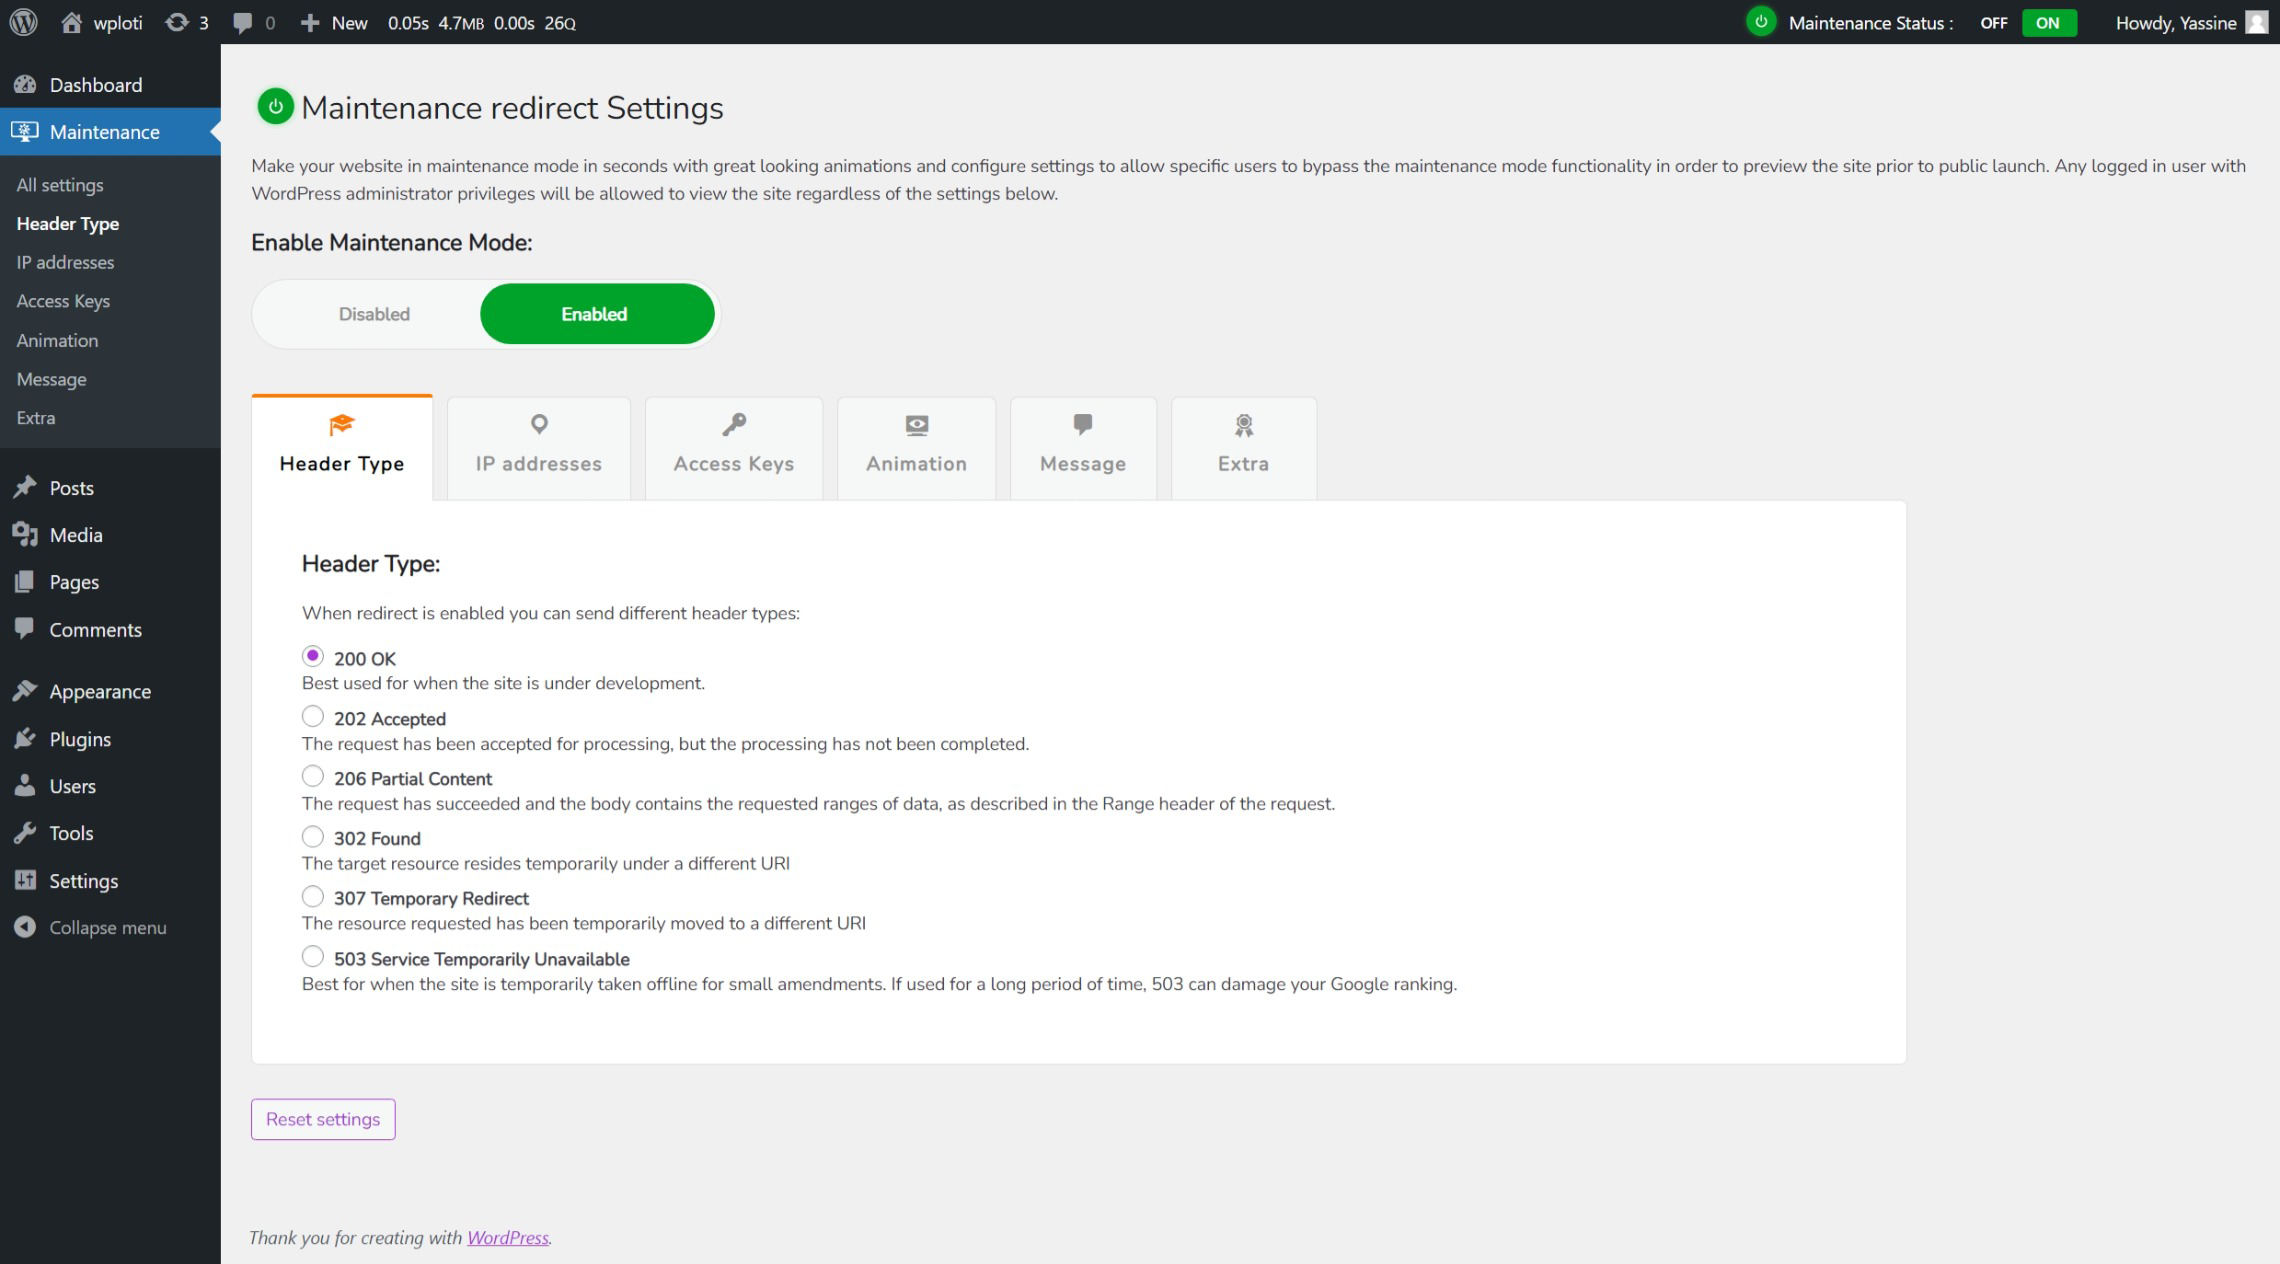 wploti 3 0 New 0.05s 4.7MB 0.00s 26Q Maintenance Status : OFF ON Howdy, Yassine
Dashboard
Maintenance
All settings
Header Type
IP addresses
Access Keys
Animation
Message
Extra
Posts
Media
Pages
Comments
Appearance
Plugins
Users
Tools
Settings
Collapse menu
Maintenance redirect Settings
Make your website in maintenance mode in seconds with great looking animations and configure settings to allow specific users to bypass the maintenance mode functionality in order to preview the site prior to public launch. Any logged in user with
WordPress administrator privileges will be allowed to view the site regardless of the settings below.
Enable Maintenance Mode:
Disabled Enabled
Header Type IP addresses Access Keys Animation Message Extra
Header Type:
When redirect is enabled you can send different header types:
200 OK
Best used for when the site is under development.
202 Accepted
The request has been accepted for processing, but the processing has not been completed.
206 Partial Content
The request has succeeded and the body contains the requested ranges of data, as described in the Range header of the request.
302 Found
The target resource resides temporarily under a different URI
307 Temporary Redirect
The resource requested has been temporarily moved to a different URI
503 Service Temporarily Unavailable
Best for when the site is temporarily taken offline for small amendments. If used for a long period of time, 503 can damage your Google ranking.
Reset settings
Thank you for creating with WordPress.